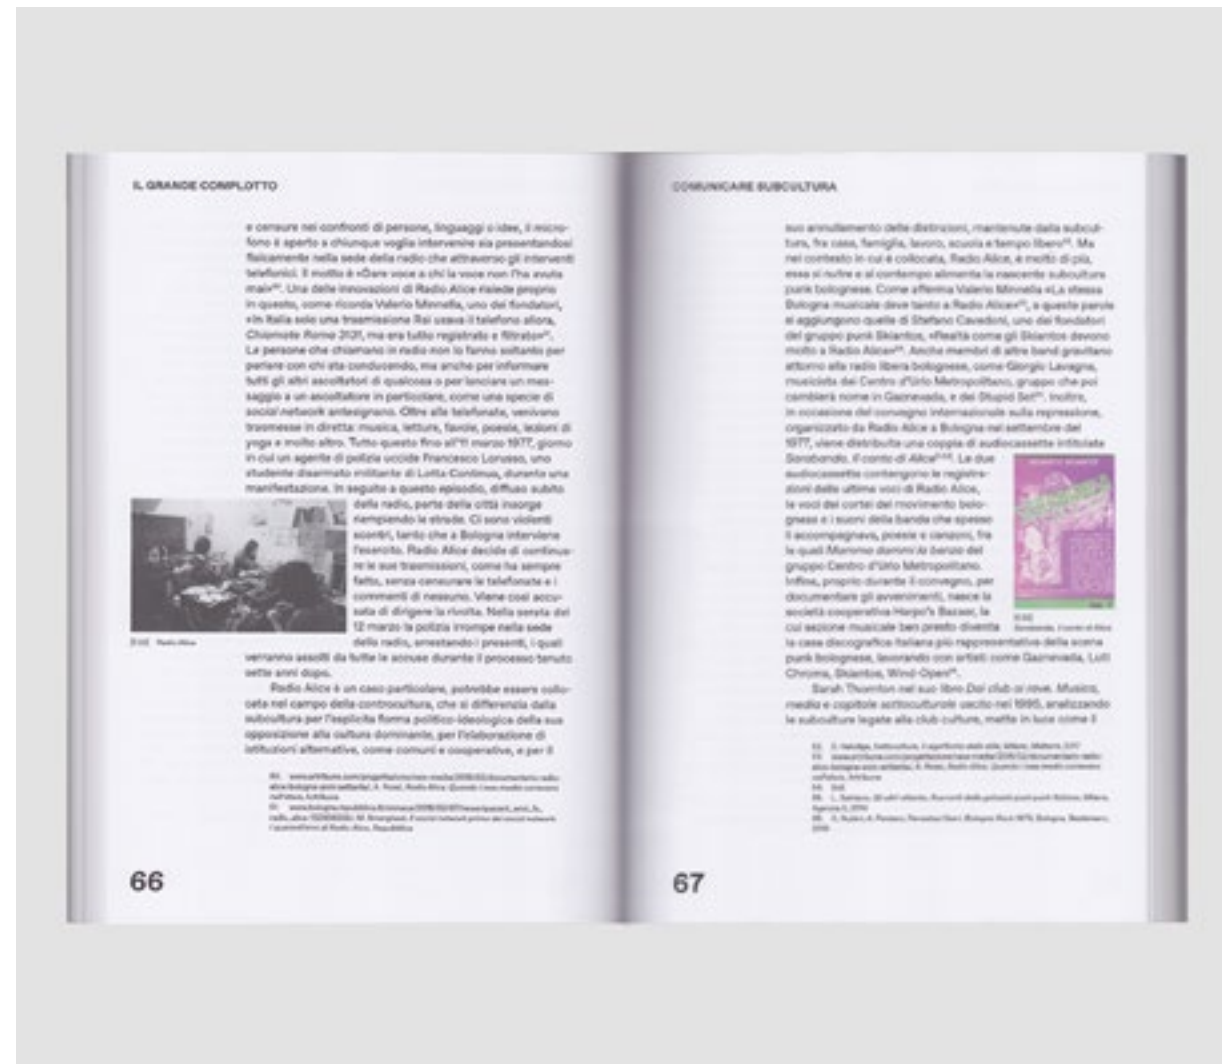 IL GRANDE COMPLOTTO
e censure nei confronti di persone, linguaggi o idee, il micro-
fono è aperto a chiunque voglia intervenire sia presentandosi
fisicamente nella sede della radio che attraverso gli interventi
telefonici. Il motto è «Dare voce a chi la voce non l'ha avuta
mai». Una delle innovazioni di Radio Alice risiede proprio
in questo, come ricorda Valerio Minnella, uno dei fondatori,
«In Italia solo una trasmissione Rai usava il telefono allora,
Chiamate Roma 3131, ma era tutto registrato e filtrato».
Le persone che chiamano in radio non lo fanno soltanto per
parlare con chi sta conducendo, ma anche per informare
tutti gli altri ascoltatori di qualcosa o per lanciare un mes-
saggio a un ascoltatore in particolare, come una specie di
social network antesignano. Oltre alle telefonate, venivano
trasmesse in diretta: musica, letture, favole, poesie, lezioni di
yoga e molto altro. Tutto questo fino all'11 marzo 1977, giorno
in cui un agente di polizia uccide Francesco Lorusso, uno
studente disarmato militante di Lotta Continua, durante una
manifestazione. In seguito a questo episodio, diffuso subito
dalla radio, parte della città insorge
riempiendo le strade. Ci sono violenti
scontri, tanto che a Bologna interviene
l'esercito. Radio Alice decide di continua-
re le sue trasmissioni, come ha sempre
fatto, senza censurare le telefonate e i
commenti di nessuno. Viene così accu-
sata di dirigere la rivolta. Nella serata del
12 marzo la polizia irrompe nella sede
della radio, arrestando i presenti, i quali
verranno assolti da tutte le accuse durante il processo tenuto
sette anni dopo.
Radio Alice è un caso particolare, potrebbe essere collo-
cata nel campo della controcultura, che si differenzia dalla
subcultura per l'esplicita forma politico-ideologica della sua
opposizione alla cultura dominante, per l'elaborazione di
istituzioni alternative, come comuni e cooperative, e per il
Radio Alice
66
COMUNICARE SUBCULTURA
suo annullamento delle distinzioni, mantenute dalla subcul-
tura, fra casa, famiglia, lavoro, scuola e tempo libero. Ma
nel contesto in cui è collocata, Radio Alice, è molto di più,
essa si nutre e al contempo alimenta la nascente subcultura
punk bolognese. Come afferma Valerio Minnella «La stessa
Bologna musicale deve tanto a Radio Alice», a queste parole
si aggiungono quelle di Stefano Cavedoni, uno dei fondatori
del gruppo punk Skiantos, «Realtà come gli Skiantos devono
molto a Radio Alice». Anche membri di altre band gravitano
attorno alla radio libera bolognese, come Giorgio Lavagna,
musicista dei Centro d'Urlo Metropolitano, gruppo che poi
cambierà nome in Gaznevada, e dei Stupid Set. Inoltre,
in occasione del convegno internazionale sulla repressione,
organizzato da Radio Alice a Bologna nel settembre del
1977, viene distribuita una coppia di audiocassette intitolate
Sarabanda, il canto di Alice. Le due
audiocassette contengono le registra-
zioni delle ultime voci di Radio Alice,
le voci dei cortei del movimento bolo-
gnese e i suoni della banda che spesso
li accompagnava, poesie e canzoni, fra
le quali Mamma dammi la benza del
gruppo Centro d'Urlo Metropolitano.
Infine, proprio durante il convegno, per
documentare gli avvenimenti, nasce la
società cooperativa Harpo's Bazaar, la
cui sezione musicale ben presto diventa
la casa discografica italiana più rappresentativa della scena
punk bolognese, lavorando con artisti come Gaznevada, Luti
Chroma, Skiantos, Wind-Open.
Sarah Thornton nel suo libro Dai club ai rave. Musica,
media e capitale sottoculturale uscito nel 1995, analizzando
le subculture legate alla club culture, mette in luce come il
Sarabanda, il canto di Alice
67